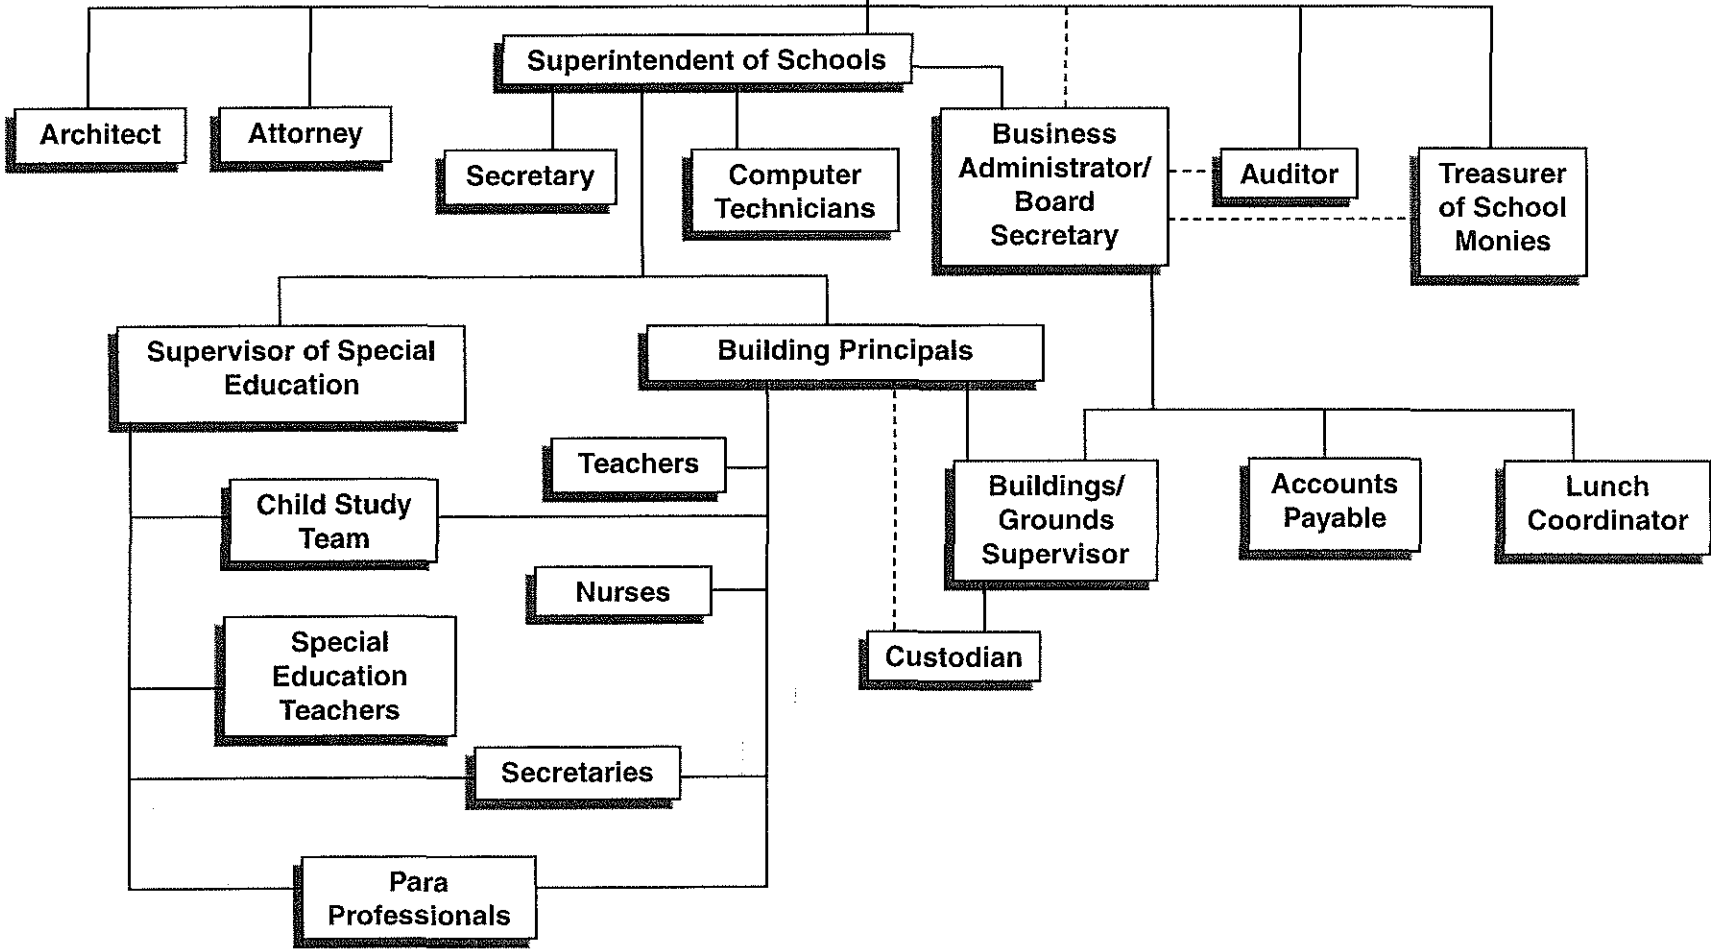 Superintendent of Schools
Architect
Attorney
Secretary
Computer
Technicians
Business
Administrator/
Board
Secretary
Auditor
Treasurer
of School
Monies
Supervisor of Special
Education
Building Principals
Teachers
Child Study
Team
Nurses
Special
Education
Teachers
Secretaries
Para
Professionals
Buildings/
Grounds
Supervisor
Custodian
Accounts
Payable
Lunch
Coordinator